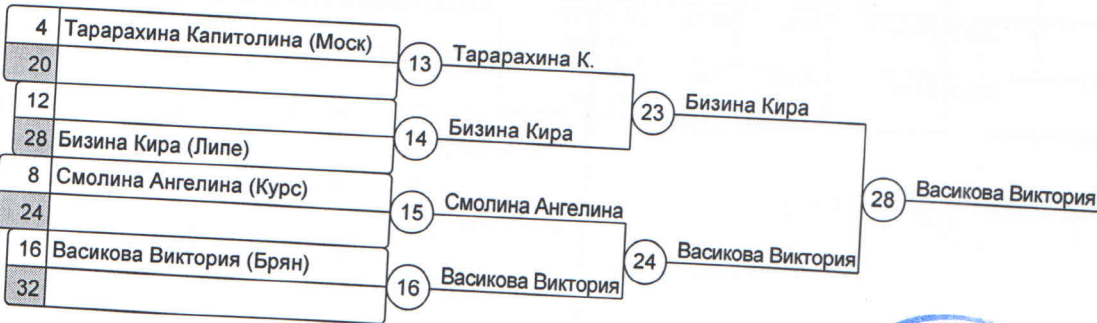 4 Тарарахина Капитолина (Моск)
20
13 Тарарахина К.
12
28 Бизина Кира (Липе)
14 Бизина Кира
23 Бизина Кира
8 Смолина Ангелина (Курс)
24
15 Смолина Ангелина
16 Васикова Виктория (Брян)
32
16 Васикова Виктория
24 Васикова Виктория
28 Васикова Виктория